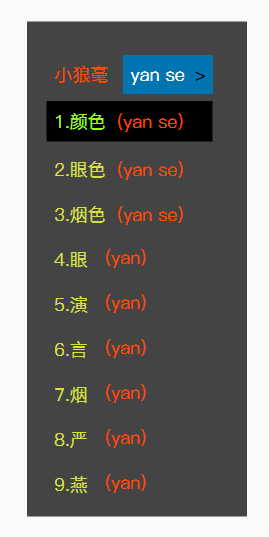 小狼毫 yan se >
1.颜色 (yan se)
2.眼色 (yan se)
3.烟色 (yan se)
4.眼 (yan)
5.演 (yan)
6.言 (yan)
7.烟 (yan)
8.严 (yan)
9.燕 (yan)